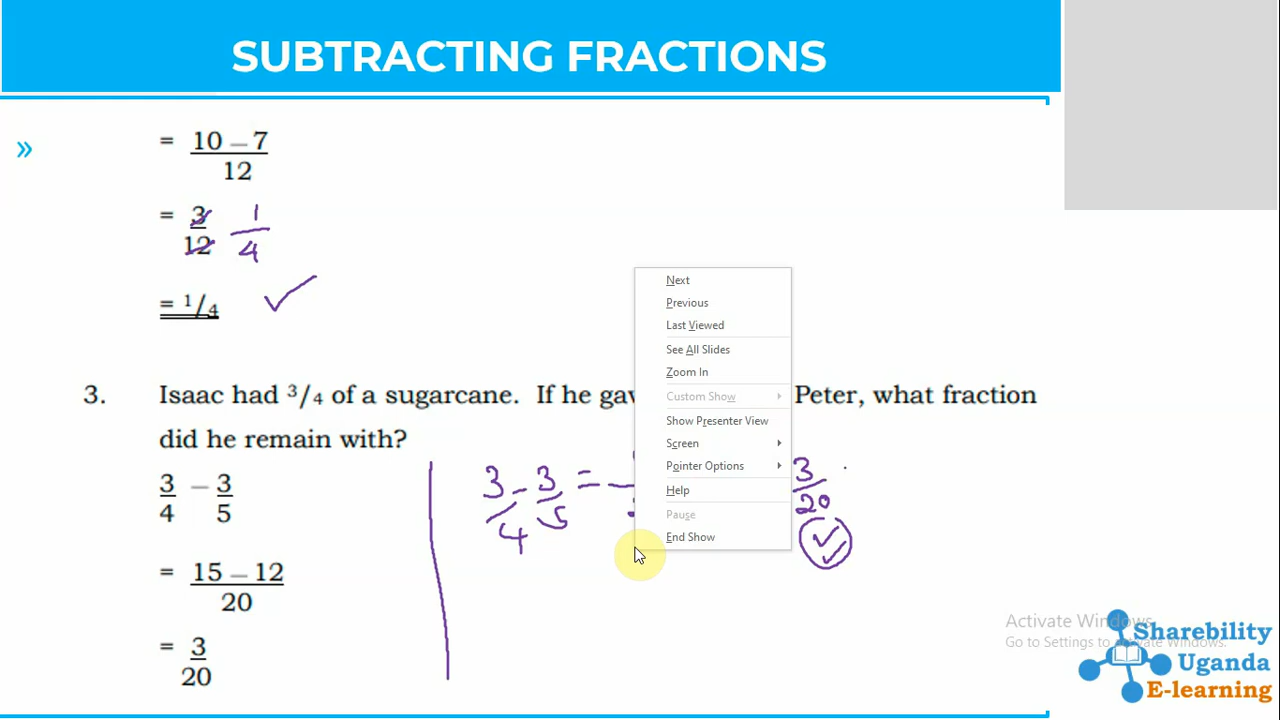 SUBTRACTING FRACTIONS
»
= 10 – 7
12
= 3 1
12 4
= 1/4 ✓
3. Isaac had 3/4 of a sugarcane. If he Peter, what fraction
did he remain with?
3 – 3
4 5
= 15 – 12
20
= 3
20
3 - 3 = 3
4 5 20
Next
Previous
Last Viewed
See All Slides
Zoom In
Custom Show
Show Presenter View
Screen
Pointer Options
Help
Pause
End Show
Activate Windows
Go to Settings to activate Windows.
Sharebility
Uganda
E-learning